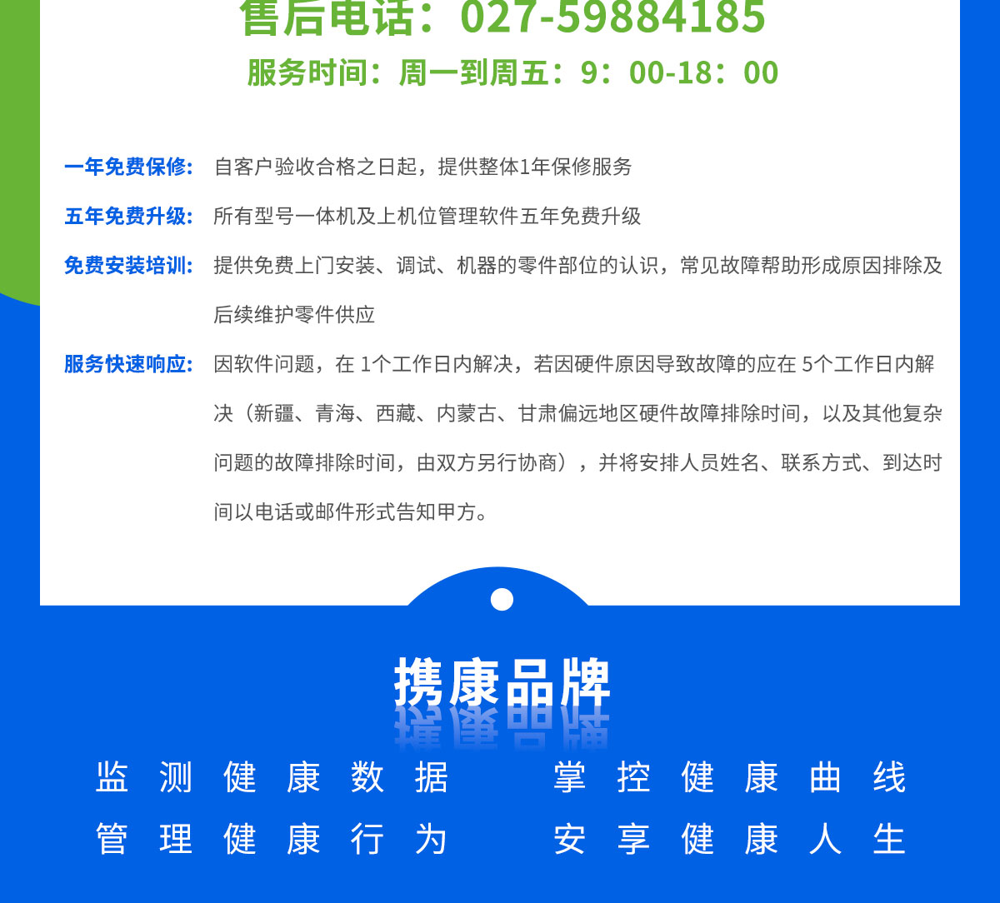 售后电话：027-59884185
服务时间：周一到周五：9：00-18：00
一年免费保修: 自客户验收合格之日起，提供整体1年保修服务
五年免费升级: 所有型号一体机及上机位管理软件五年免费升级
免费安装培训: 提供免费上门安装、调试、机器的零件部位的认识，常见故障帮助形成原因排除及
后续维护零件供应
服务快速响应: 因软件问题，在 1个工作日内解决，若因硬件原因导致故障的应在 5个工作日内解
决（新疆、青海、西藏、内蒙古、甘肃偏远地区硬件故障排除时间，以及其他复杂
问题的故障排除时间，由双方另行协商），并将安排人员姓名、联系方式、到达时
间以电话或邮件形式告知甲方。
携康品牌
监测健康数据 掌控健康曲线
管理健康行为 安享健康人生